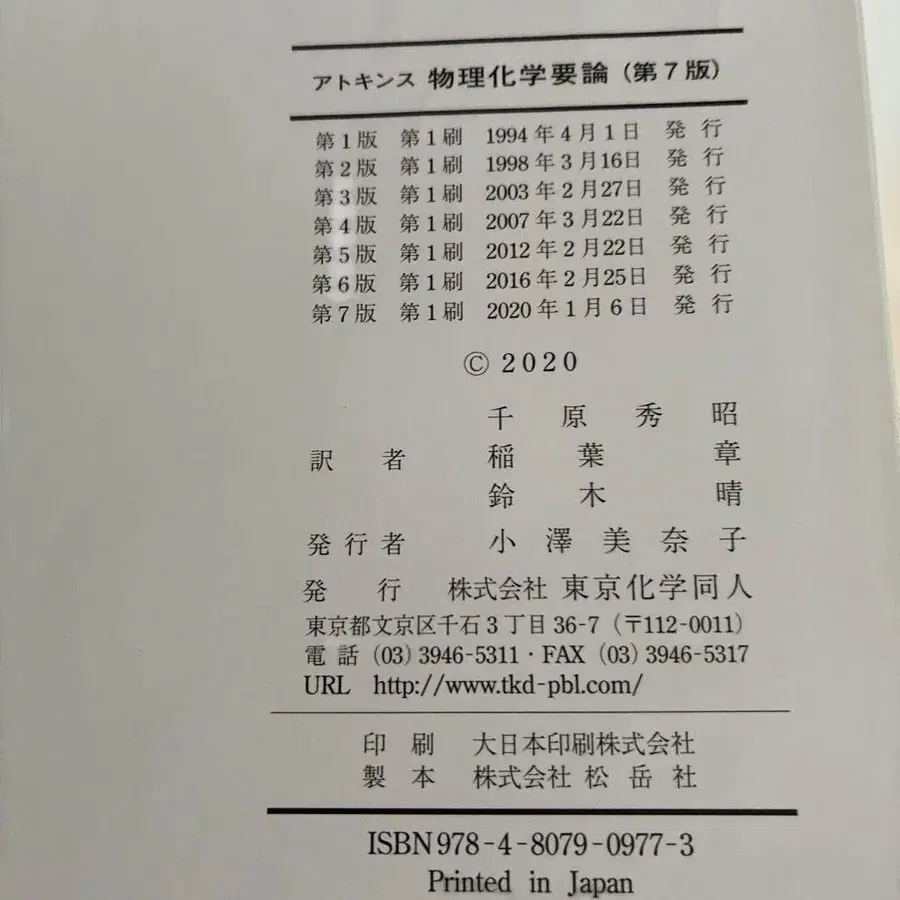 アトキンス 物理化学要論 (第7版)
第1版 第1刷 1994年4月1日 発行
第2版 第1刷 1998年3月16日 発行
第3版 第1刷 2003年2月27日 発行
第4版 第1刷 2007年3月22日 発行
第5版 第1刷 2012年2月22日 発行
第6版 第1刷 2016年2月25日 発行
第7版 第1刷 2020年1月6日 発行
© 2020
千原秀昭
訳者 稲葉章
鈴木晴
発行者 小澤美奈子
発行 株式会社 東京化学同人
東京都文京区千石3丁目36-7 (〒112-0011)
電話 (03) 3946-5311・FAX (03) 3946-5317
URL http://www.tkd-pbl.com/
印刷 大日本印刷株式会社
製本 株式会社 松岳社
ISBN 978-4-8079-0977-3
Printed in Japan